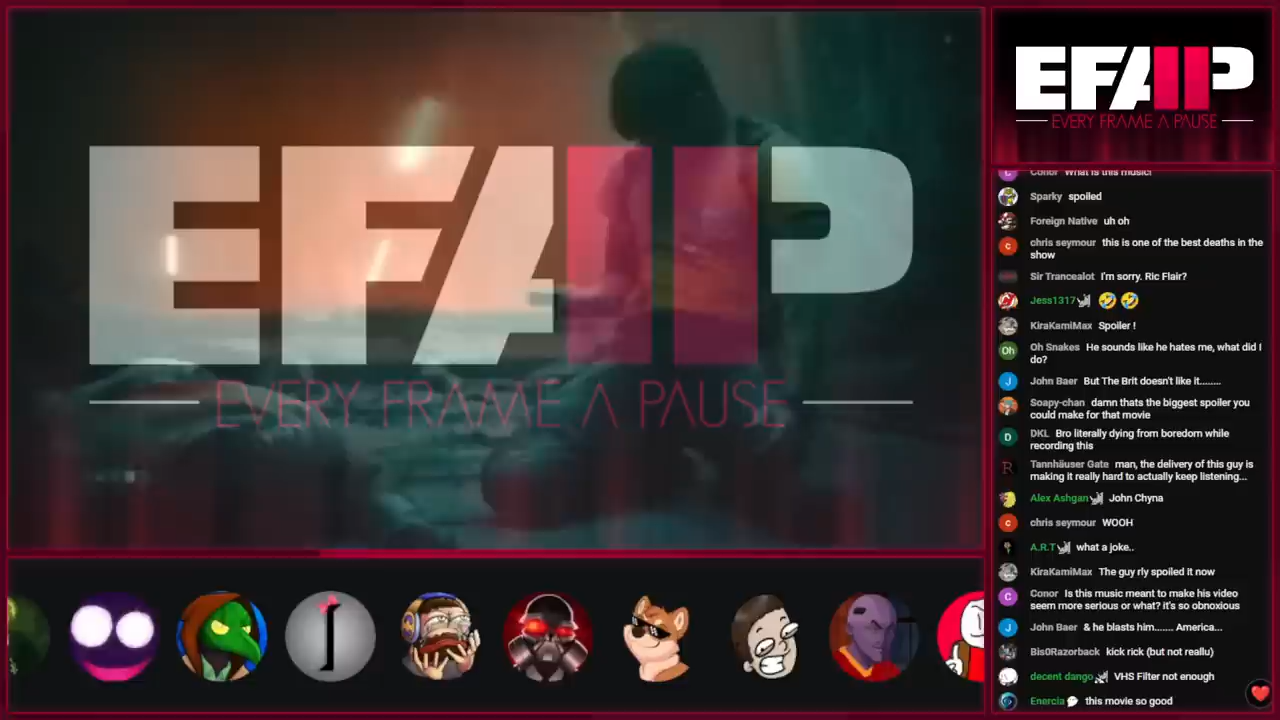 EFAP
EVERY FRAME A PAUSE
EFAP
EVERY FRAME A PAUSE
Conor What is this music!
Sparky spoiled
Foreign Native uh oh
chris seymour this is one of the best deaths in the
show
Sir Trancealot I'm sorry. Ric Flair?
Jess1317
KiraKamiMax Spoiler !
Oh Oh Snakes He sounds like he hates me, what did I
do?
J John Baer But The Brit doesn't like it........
Soapy-chan damn thats the biggest spoiler you
could make for that movie
D DKL Bro literally dying from boredom while
recording this
R Tannhäuser Gate man, the delivery of this guy is
making it really hard to actually keep listening...
Alex Ashgan John Chyna
c chris seymour WOOH
A.R.T what a joke..
KiraKamiMax The guy rly spoiled it now
C Conor Is this music meant to make his video
seem more serious or what? it's so obnoxious
J John Baer & he blasts him....... America...
Bis0Razorback kick rick (but not reallu)
decent dango VHS Filter not enough
Enercia this movie so good